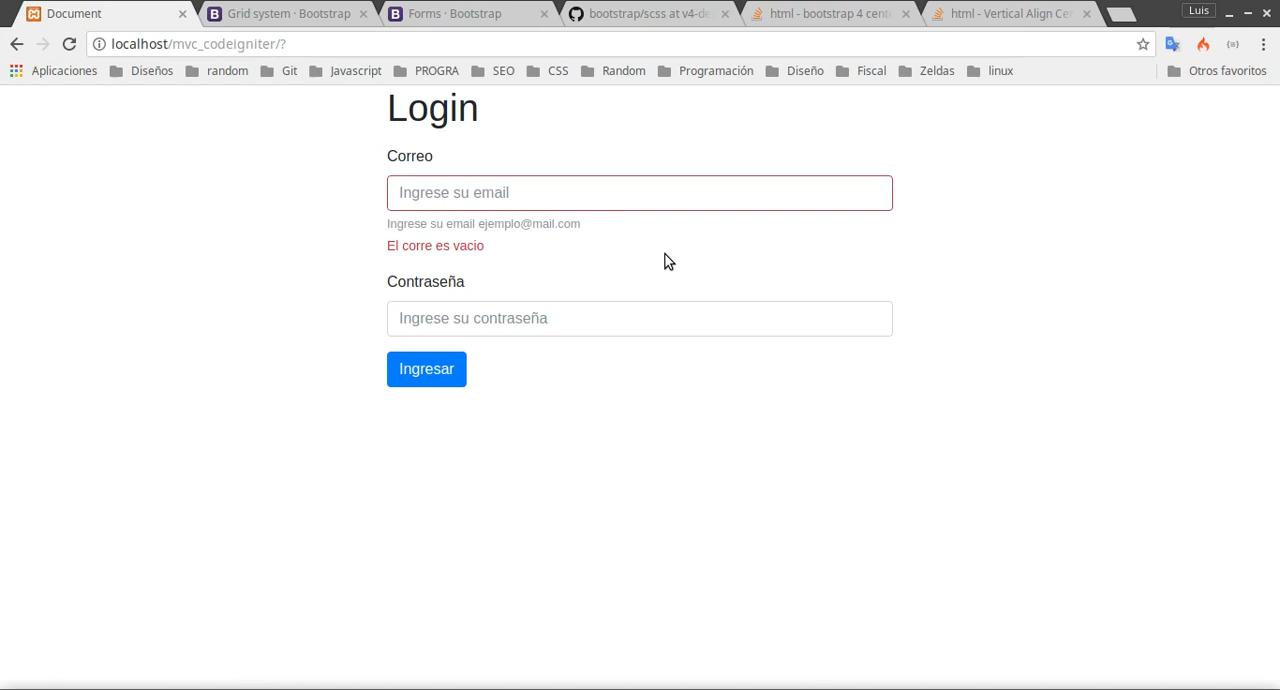 Document
Grid system · Bootstrap
Forms · Bootstrap
bootstrap/scss at v4-de
html - bootstrap 4 cent
html - Vertical Align Cen
Luis
localhost/mvc_codeigniter/?
Aplicaciones Diseños random Git Javascript PROGRA SEO CSS Random Programación Diseño Fiscal Zeldas linux Otros favoritos
Login
Correo
Ingrese su email
Ingrese su email ejemplo@mail.com
El corre es vacio
Contraseña
Ingrese su contraseña
Ingresar